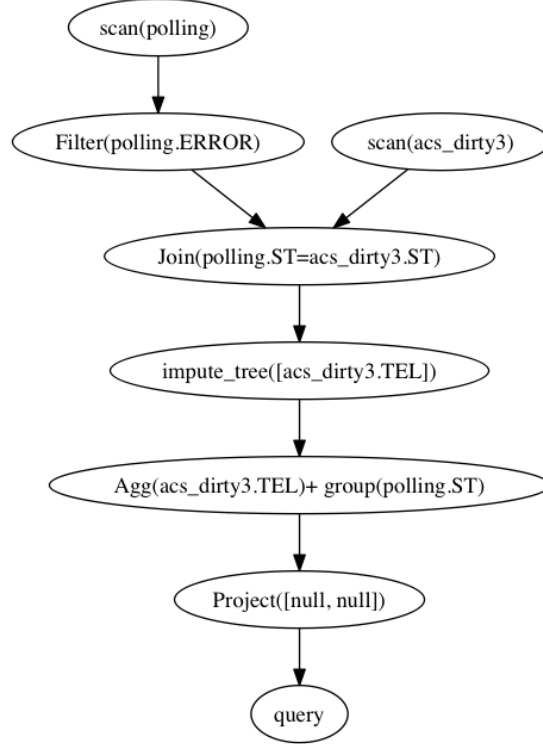 scan(polling)
Filter(polling.ERROR)
scan(acs_dirty3)
Join(polling.ST=acs_dirty3.ST)
impute_tree([acs_dirty3.TEL])
Agg(acs_dirty3.TEL)+ group(polling.ST)
Project([null, null])
query